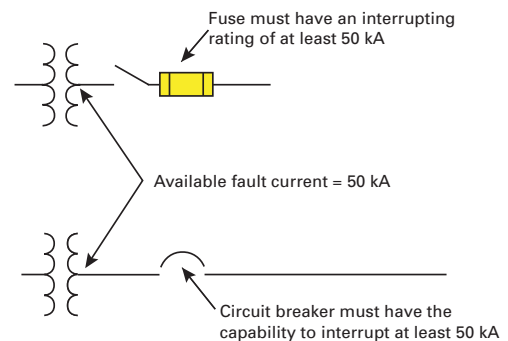 Fuse must have an interrupting
rating of at least 50 kA
Available fault current = 50 kA
Circuit breaker must have the
capability to interrupt at least 50 kA